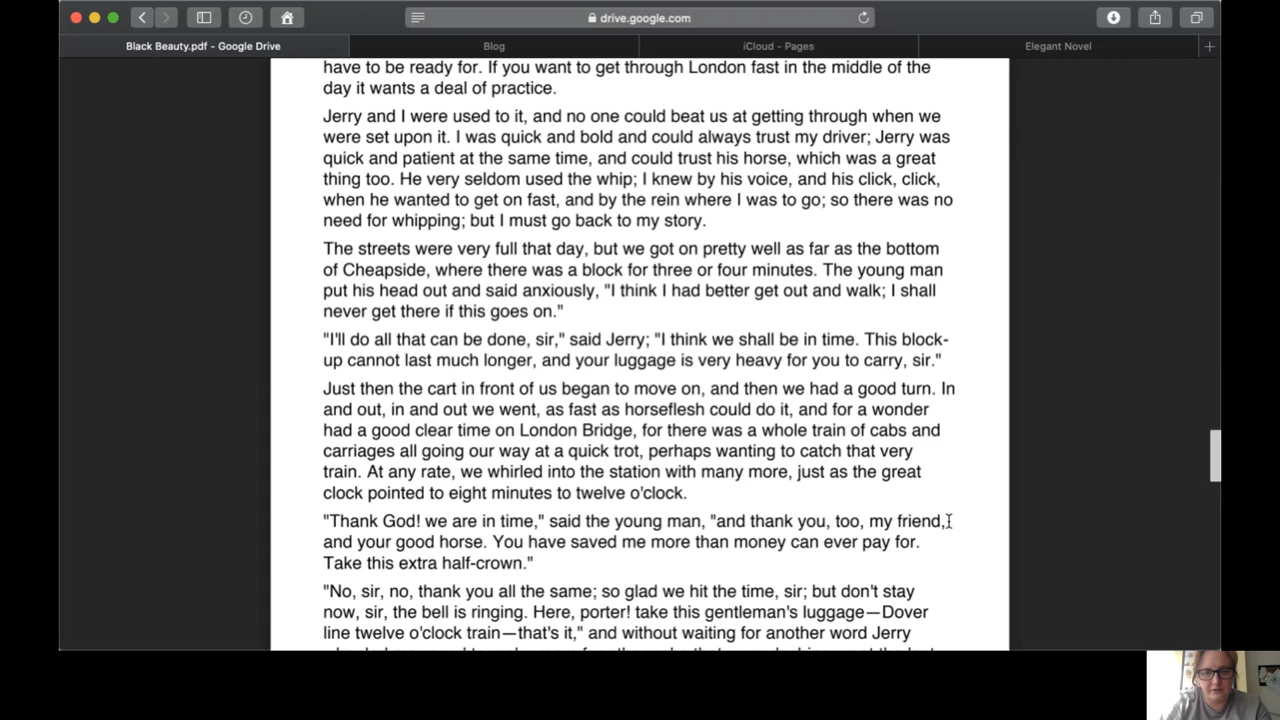 drive.google.com
Black Beauty.pdf - Google Drive
Blog
iCloud - Pages
Elegant Novel
have to be ready for. If you want to get through London fast in the middle of the
day it wants a deal of practice.
Jerry and I were used to it, and no one could beat us at getting through when we
were set upon it. I was quick and bold and could always trust my driver; Jerry was
quick and patient at the same time, and could trust his horse, which was a great
thing too. He very seldom used the whip; I knew by his voice, and his click, click,
when he wanted to get on fast, and by the rein where I was to go; so there was no
need for whipping; but I must go back to my story.
The streets were very full that day, but we got on pretty well as far as the bottom
of Cheapside, where there was a block for three or four minutes. The young man
put his head out and said anxiously, "I think I had better get out and walk; I shall
never get there if this goes on."
"I'll do all that can be done, sir," said Jerry; "I think we shall be in time. This block-
up cannot last much longer, and your luggage is very heavy for you to carry, sir."
Just then the cart in front of us began to move on, and then we had a good turn. In
and out, in and out we went, as fast as horseflesh could do it, and for a wonder
had a good clear time on London Bridge, for there was a whole train of cabs and
carriages all going our way at a quick trot, perhaps wanting to catch that very
train. At any rate, we whirled into the station with many more, just as the great
clock pointed to eight minutes to twelve o'clock.
"Thank God! we are in time," said the young man, "and thank you, too, my friend,
and your good horse. You have saved me more than money can ever pay for.
Take this extra half-crown."
"No, sir, no, thank you all the same; so glad we hit the time, sir; but don't stay
now, sir, the bell is ringing. Here, porter! take this gentleman's luggage—Dover
line twelve o'clock train—that's it," and without waiting for another word Jerry